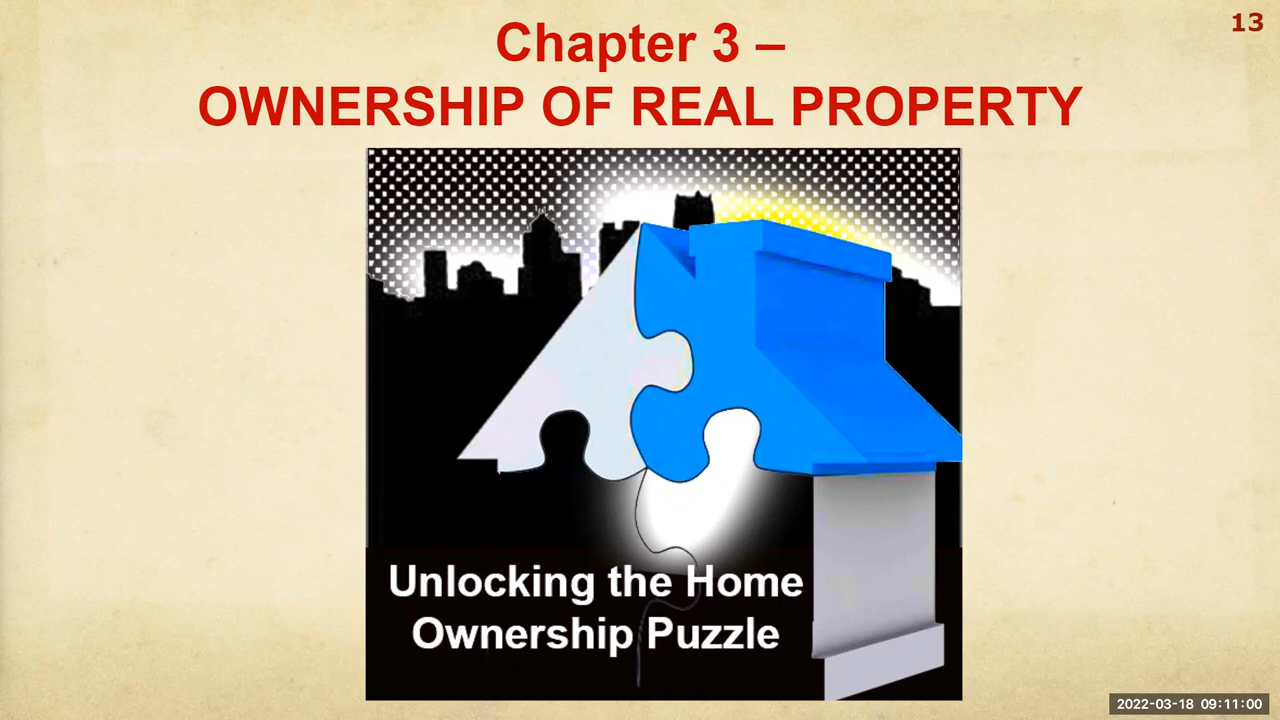 13
Chapter 3 –
OWNERSHIP OF REAL PROPERTY
Unlocking the Home
Ownership Puzzle
2022-03-18 09:11:00